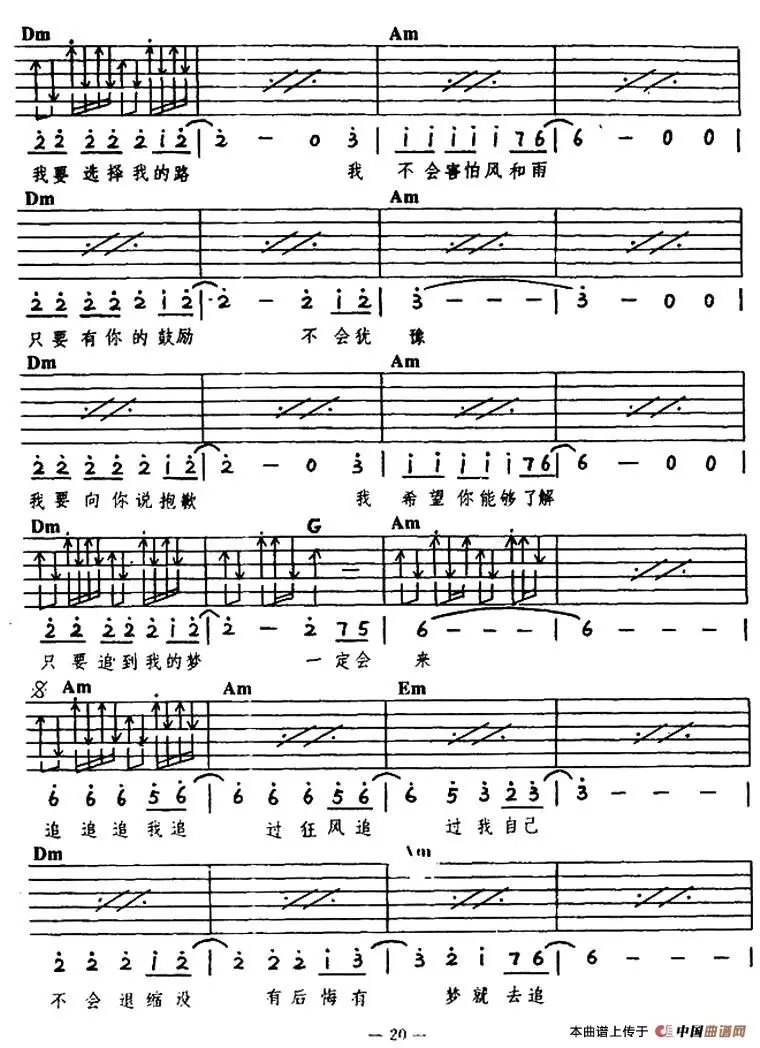 Dm Am
2 2 2 2 2 i 2 | 2 — 0 3 | i i i i i 7 6 | 6 — 0 0 |
我要选择我的路 我 不会害怕风和雨
Dm Am
2 2 2 2 2 i 2 | 2 — 2 i 2 | 3 — — — | 3 — 0 0 |
只要有你的鼓励 不会犹 豫
Dm Am
2 2 2 2 2 i 2 | 2 — 0 3 | i i i i i 7 6 | 6 — 0 0 |
我要向你说抱歉 我 希望你能够了解
Dm G Am
2 2 2 2 2 i 2 | 2 — 2 7 5 | 6 — — — | 6 — — — |
只要追到我的梦 一定会 来
Am Am Em
6 6 6 5 6 | 6 6 6 5 6 | 6 5 3 2 3 | 3 — — — |
追追追我追 过狂风追 过我自己
Dm Am
2 2 2 i 2 | 2 2 2 i 3 | 3 2 i 7 6 | 6 — — — |
不会退缩没 有后悔有 梦就去追
— 20 —
本曲谱上传于 中国曲谱网